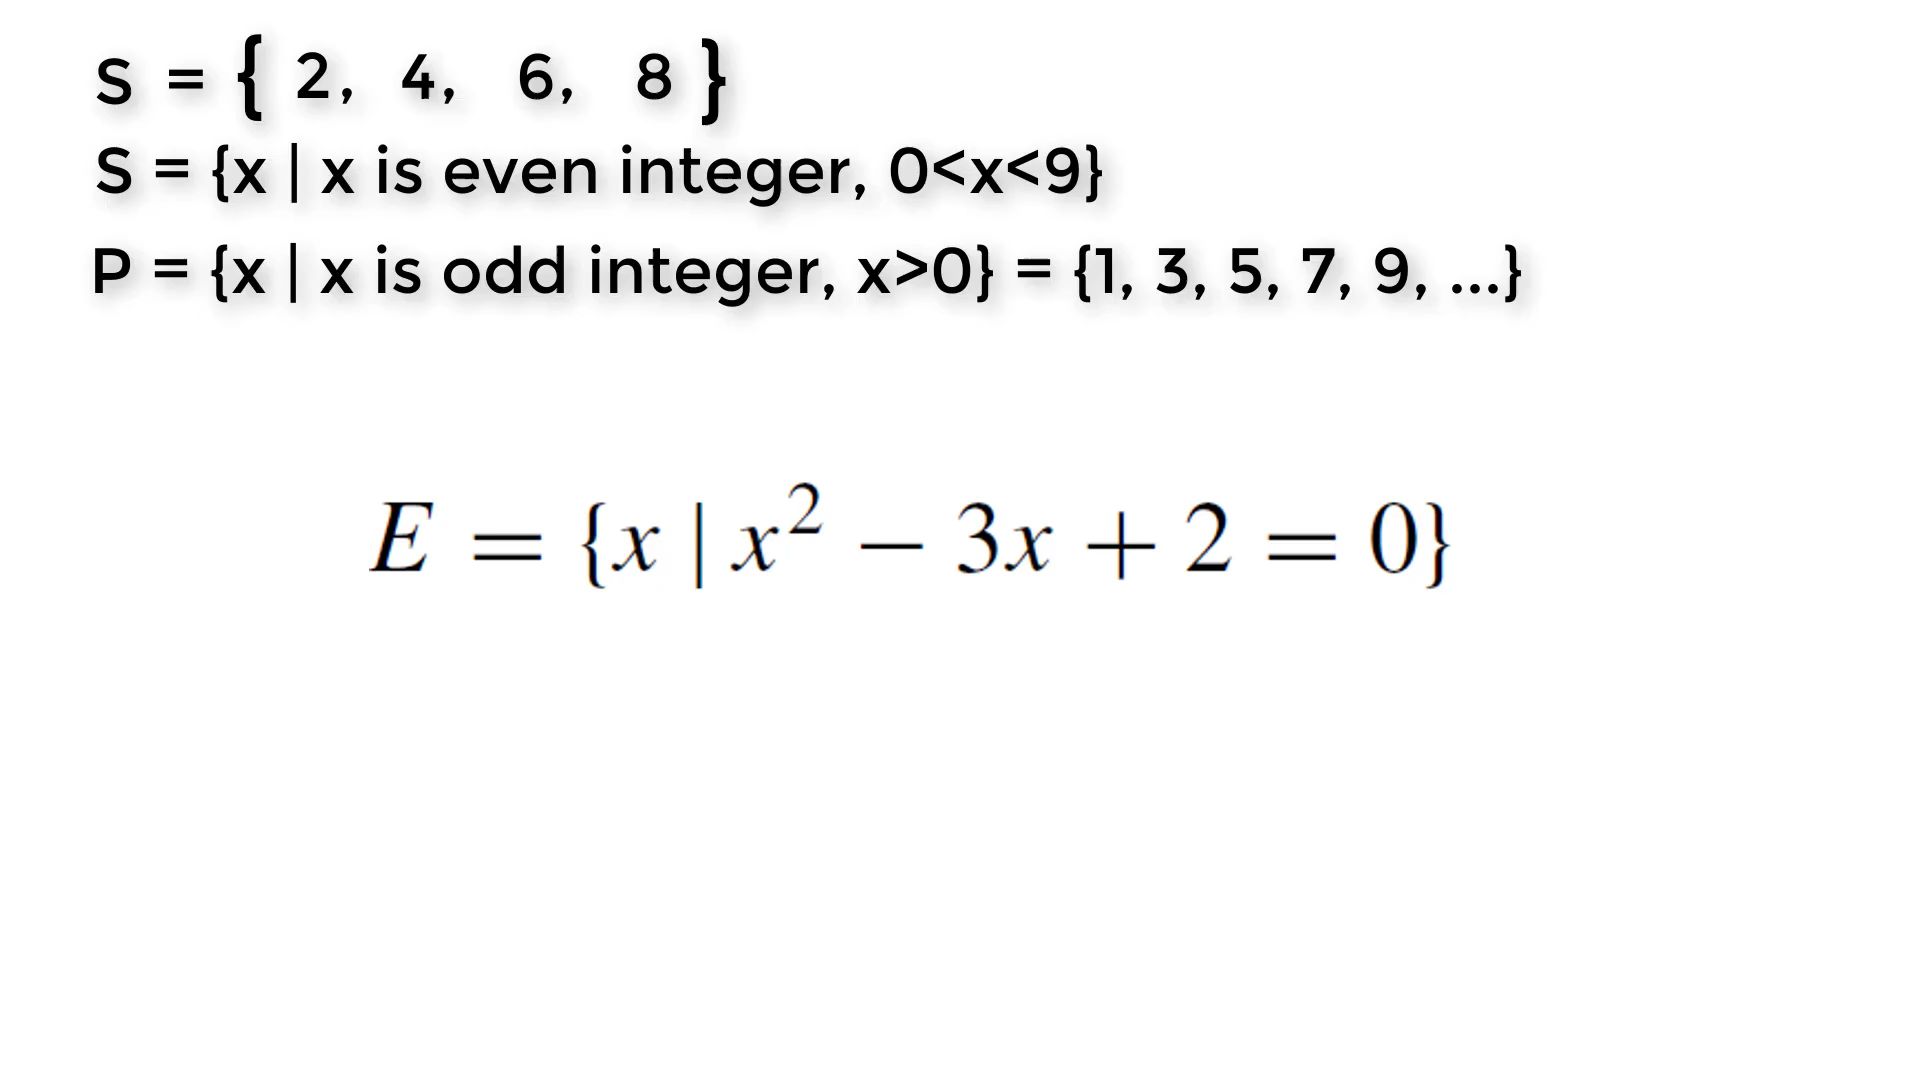 S = { 2, 4, 6, 8 }
S = {x | x is even integer, 0<x<9}
P = {x | x is odd integer, x>0} = {1, 3, 5, 7, 9, ...}
E = {x | x² − 3x + 2 = 0}